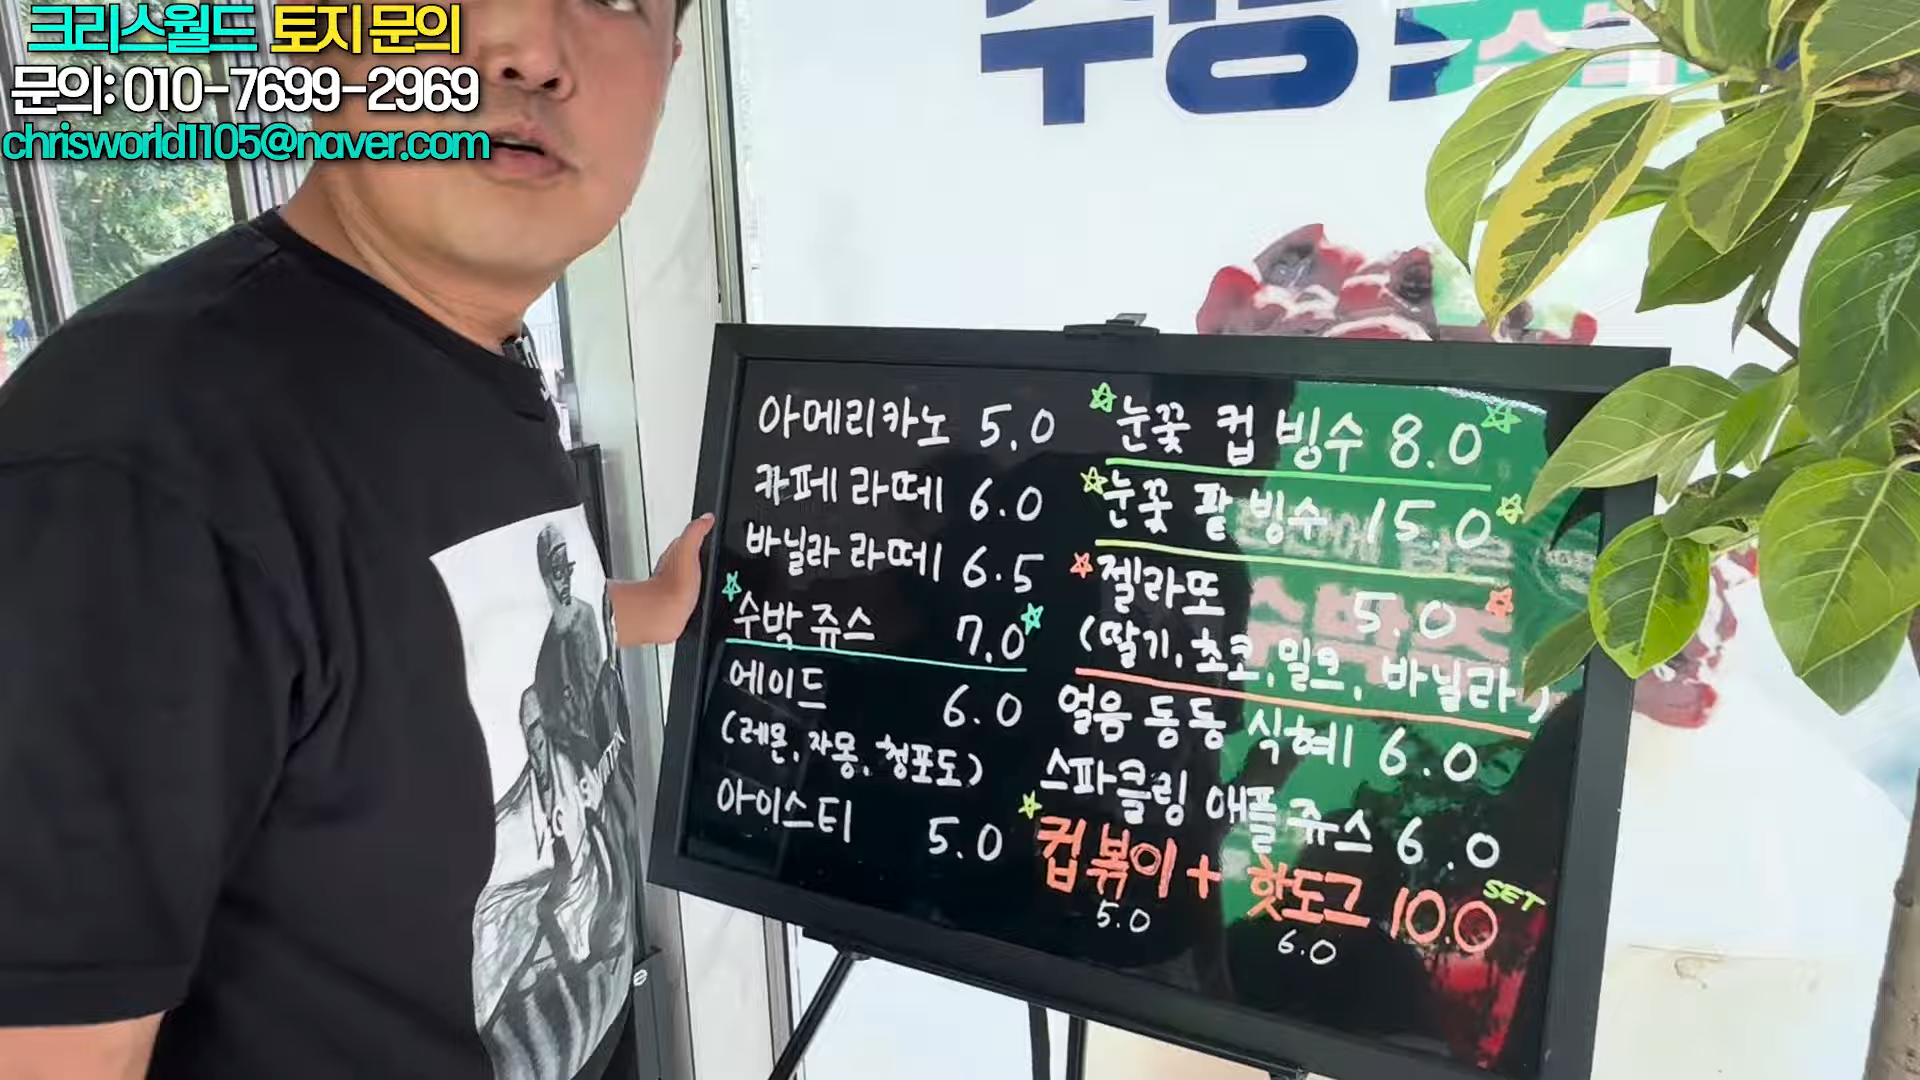 크리스월드 토지 문의
문의: 010-7699-2969
chrisworld1105@naver.com
아메리카노 5.0
카페 라떼 6.0
바닐라 라떼 6.5
수박 쥬스 7.0
에이드 6.0
(레몬, 자몽, 청포도)
아이스티 5.0
눈꽃 컵 빙수 8.0
눈꽃 팥 빙수 15.0
젤라또 5.0
(딸기, 초코, 밀크, 바닐라)
얼음 동동 식혜 6.0
스파클링 애플 쥬스 6.0
컵볶이 + 핫도그 10.0 SET
5.0 6.0